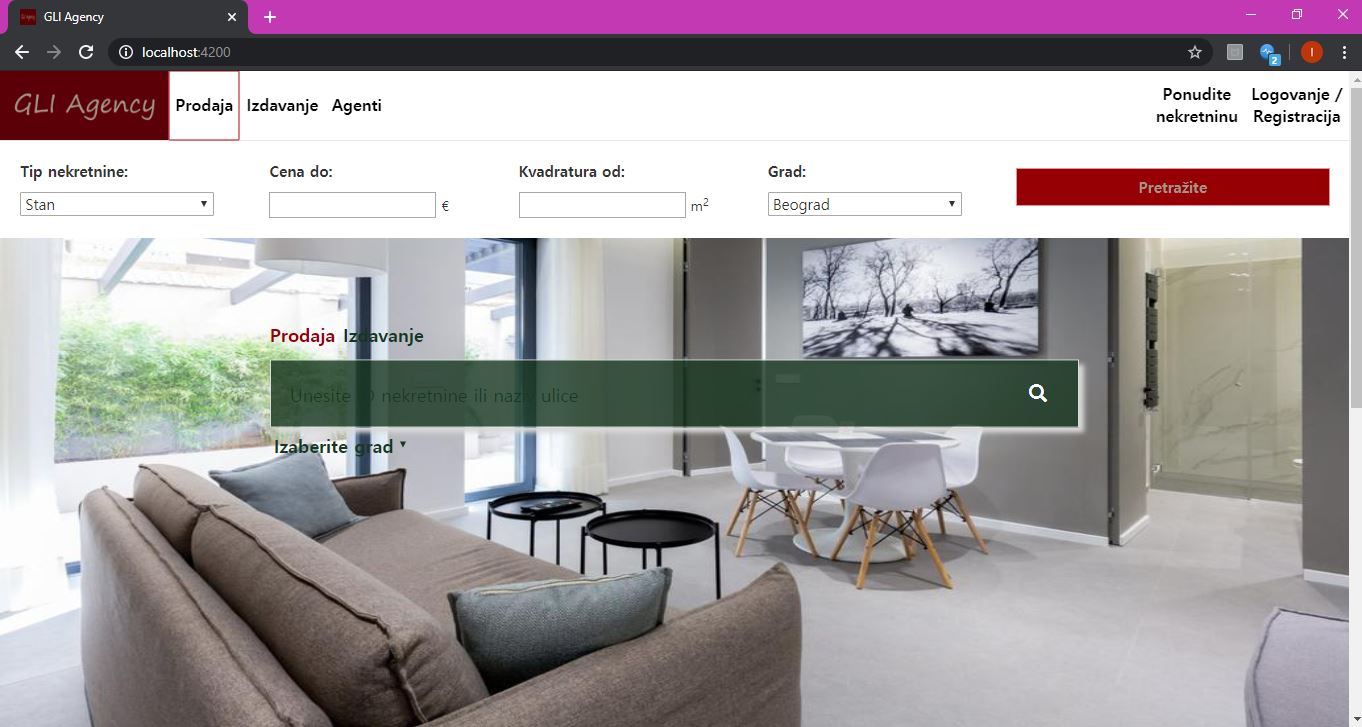 GLI Agency
localhost:4200
2
I
GLI Agency
Prodaja Izdavanje Agenti
Ponudite
nekretninu
Logovanje /
Registracija
Tip nekretnine: Cena do: Kvadratura od: Grad:
Stan € m² Beograd
Pretražite
Prodaja Izdavanje
Unesite ID nekretnine ili naziv ulice
Izaberite grad